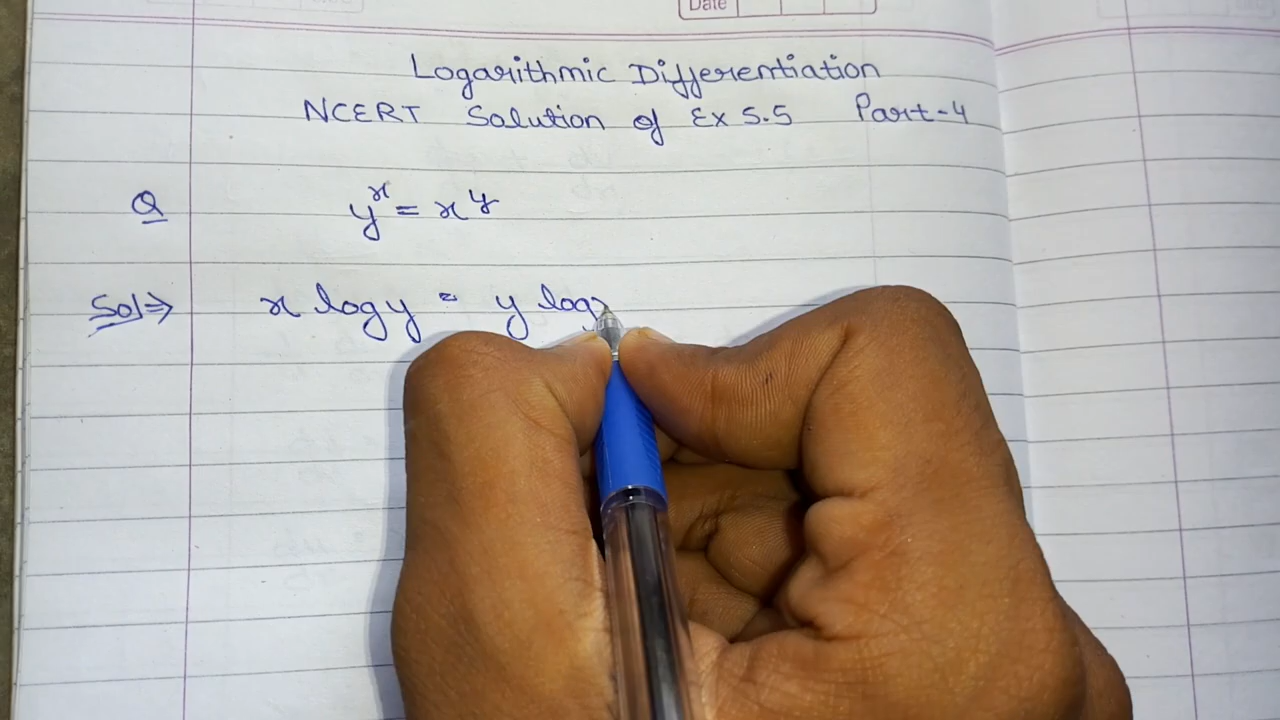 Date
Logarithmic Differentiation
NCERT Solution of Ex 5.5 Part-4
Q y^x = x^y
Sol⇒ x log y = y log x